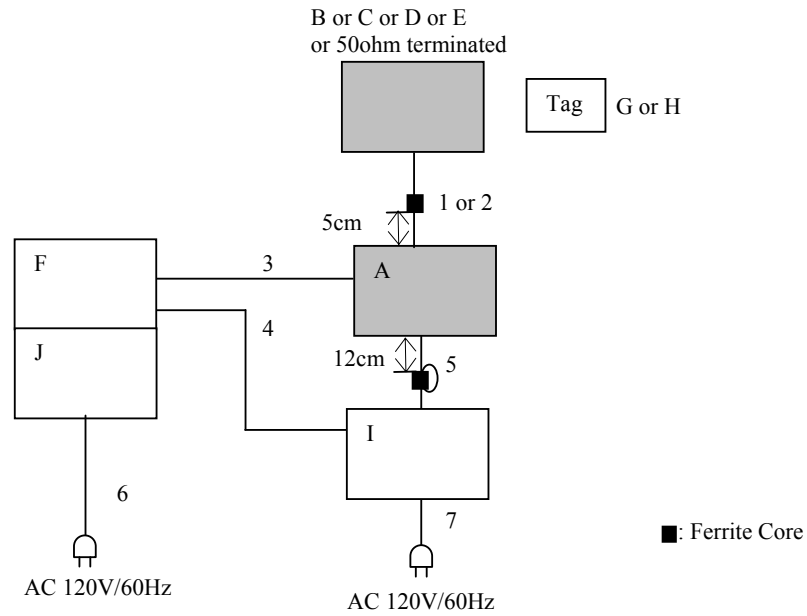 B or C or D or E
or 50ohm terminated
Tag
G or H
1 or 2
5cm
F
3
A
4
12cm
5
J
I
6
7
: Ferrite Core
AC 120V/60Hz
AC 120V/60Hz